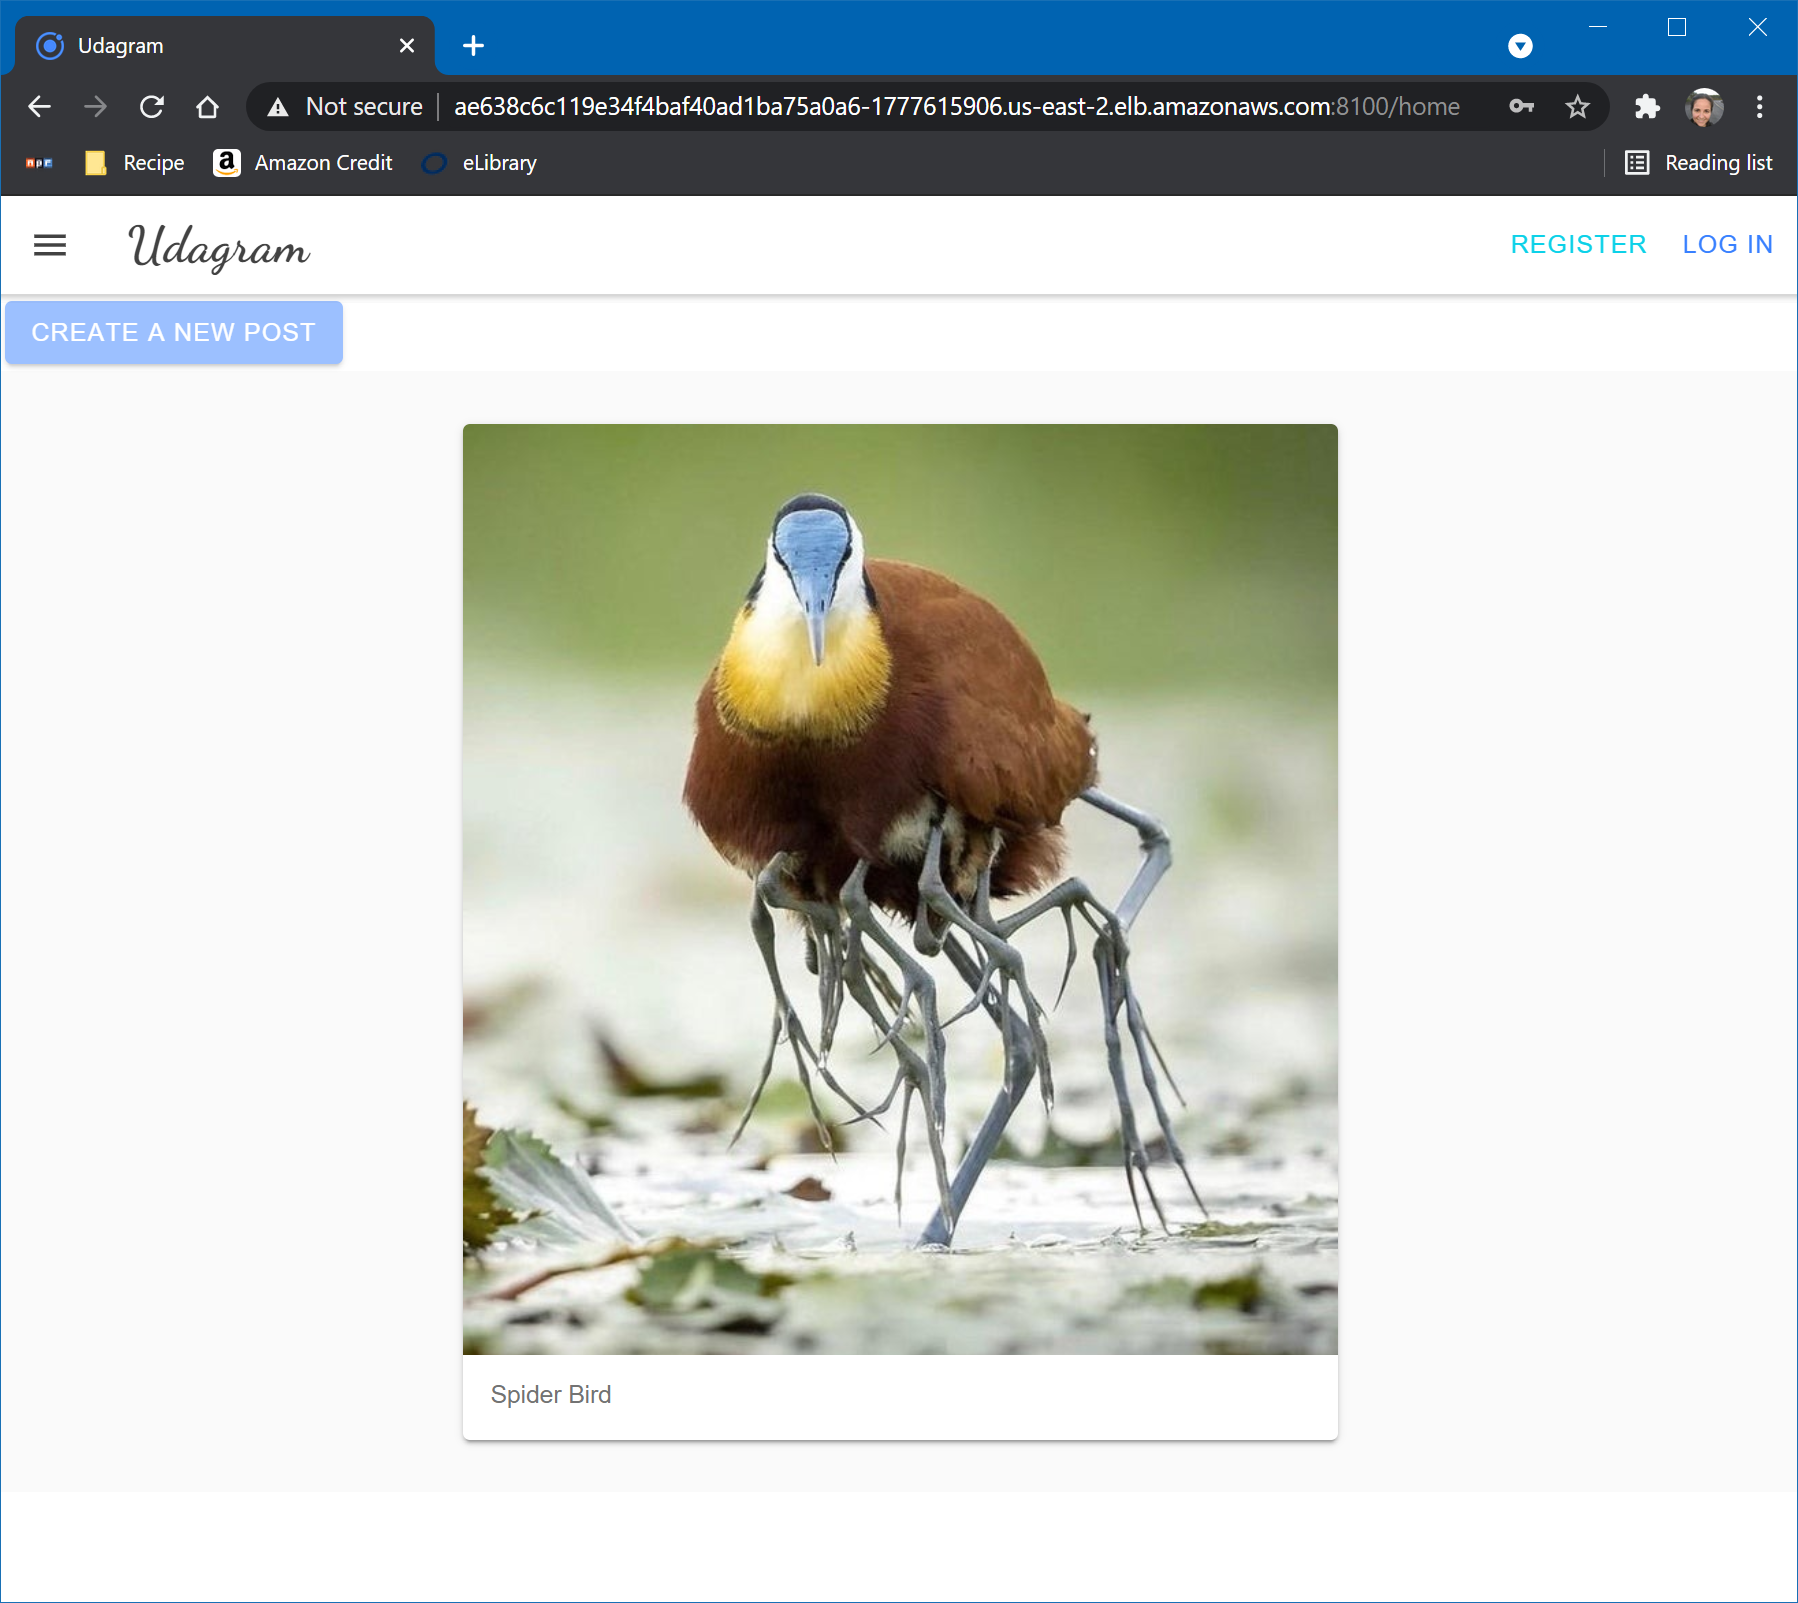 Udagram
Not secure ae638c6c119e34f4baf40ad1ba75a0a6-1777615906.us-east-2.elb.amazonaws.com:8100/home
npr Recipe a Amazon Credit eLibrary Reading list
Udagram REGISTER LOG IN
CREATE A NEW POST
Spider Bird